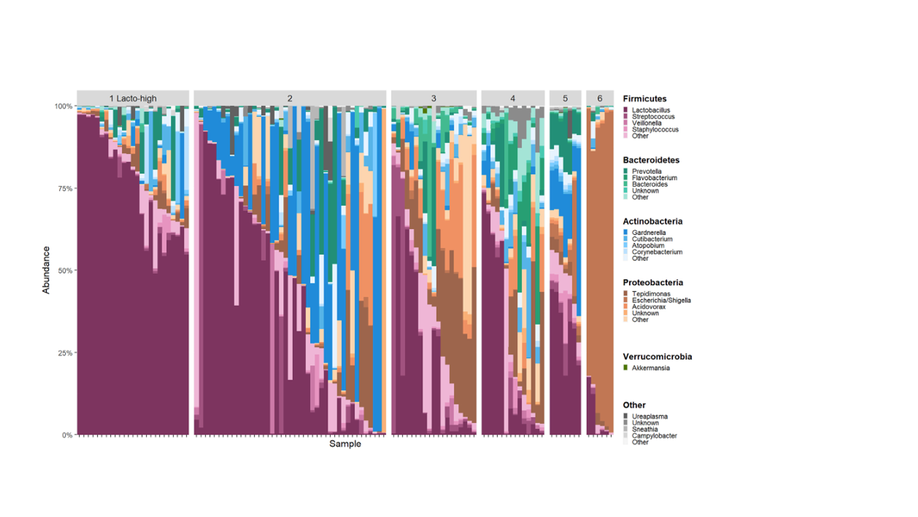 1 Lacto-high
2
3
4
5
6
100%
75%
50%
25%
0%
Abundance
Sample
Firmicutes
Lactobacillus
Streptococcus
Veillonella
Staphylococcus
Other
Bacteroidetes
Prevotella
Flavobacterium
Bacteroides
Unknown
Other
Actinobacteria
Gardnerella
Cutibacterium
Atopobium
Corynebacterium
Other
Proteobacteria
Tepidimonas
Escherichia/Shigella
Acidovorax
Unknown
Other
Verrucomicrobia
Akkermansia
Other
Ureaplasma
Unknown
Sneathia
Campylobacter
Other